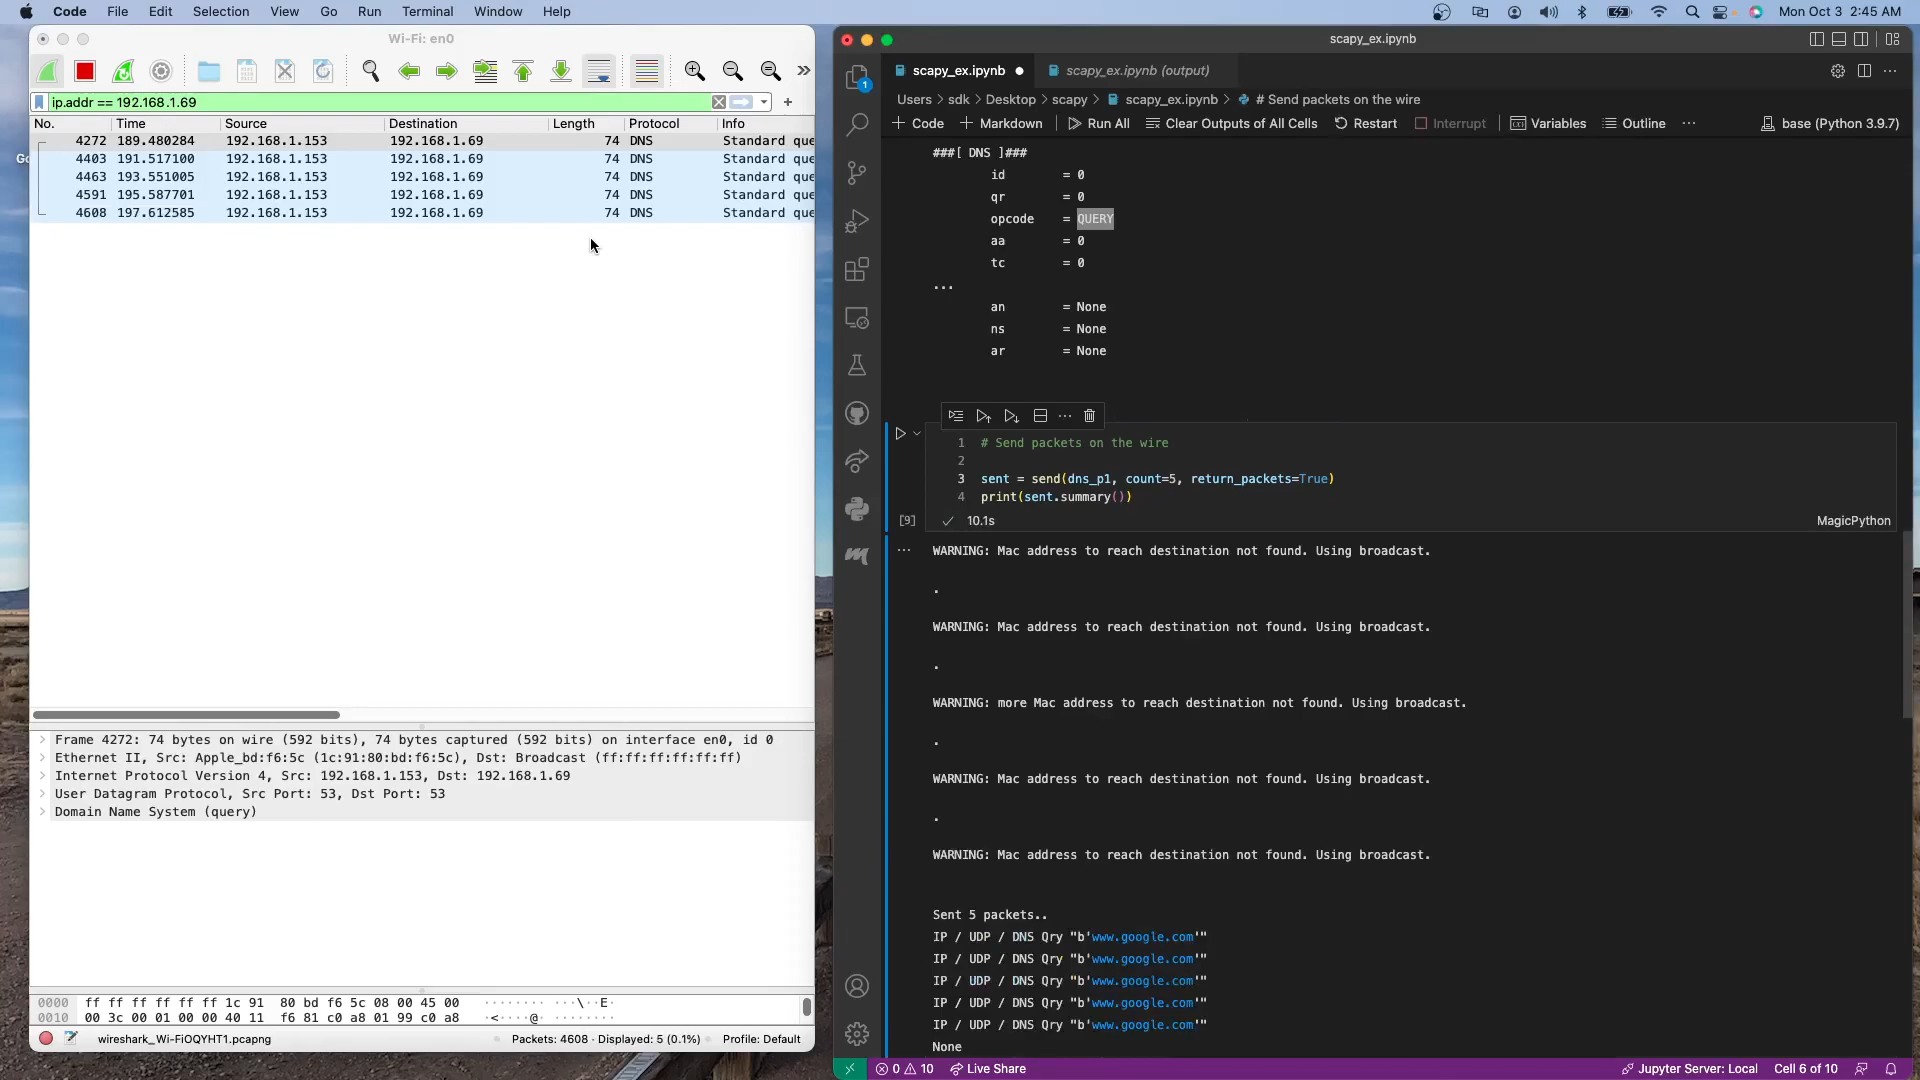 Code File Edit Selection View Go Run Terminal Window Help
Mon Oct 3 2:45 AM
Wi-Fi: en0
ip.addr == 192.168.1.69
No. Time Source Destination Length Protocol Info
4272 189.480284 192.168.1.153 192.168.1.69 74 DNS Standard que
4403 191.517100 192.168.1.153 192.168.1.69 74 DNS Standard que
4463 193.551005 192.168.1.153 192.168.1.69 74 DNS Standard que
4591 195.587701 192.168.1.153 192.168.1.69 74 DNS Standard que
4608 197.612585 192.168.1.153 192.168.1.69 74 DNS Standard que
Go
Frame 4272: 74 bytes on wire (592 bits), 74 bytes captured (592 bits) on interface en0, id 0
Ethernet II, Src: Apple_bd:f6:5c (1c:91:80:bd:f6:5c), Dst: Broadcast (ff:ff:ff:ff:ff:ff)
Internet Protocol Version 4, Src: 192.168.1.153, Dst: 192.168.1.69
User Datagram Protocol, Src Port: 53, Dst Port: 53
Domain Name System (query)
0000 ff ff ff ff ff ff 1c 91 80 bd f6 5c 08 00 45 00 ········ ···\··E·
0010 00 3c 00 01 00 00 40 11 f6 81 c0 a8 01 99 c0 a8 ·<····@· ········
wireshark_Wi-FiOQYHT1.pcapng
Packets: 4608 · Displayed: 5 (0.1%)
Profile: Default
scapy_ex.ipynb
scapy_ex.ipynb
scapy_ex.ipynb (output)
Users > sdk > Desktop > scapy > scapy_ex.ipynb > # Send packets on the wire
+ Code + Markdown Run All Clear Outputs of All Cells Restart Interrupt Variables Outline ··· base (Python 3.9.7)
1
###[ DNS ]###
id = 0
qr = 0
opcode = QUERY
aa = 0
tc = 0
...
an = None
ns = None
ar = None
1 # Send packets on the wire
2
3 sent = send(dns_p1, count=5, return_packets=True)
4 print(sent.summary())
[9] 10.1s MagicPython
WARNING: Mac address to reach destination not found. Using broadcast.
.
WARNING: Mac address to reach destination not found. Using broadcast.
.
WARNING: more Mac address to reach destination not found. Using broadcast.
.
WARNING: Mac address to reach destination not found. Using broadcast.
.
WARNING: Mac address to reach destination not found. Using broadcast.
Sent 5 packets..
IP / UDP / DNS Qry "b'www.google.com'"
IP / UDP / DNS Qry "b'www.google.com'"
IP / UDP / DNS Qry "b'www.google.com'"
IP / UDP / DNS Qry "b'www.google.com'"
IP / UDP / DNS Qry "b'www.google.com'"
None
0 10 Live Share
Jupyter Server: Local Cell 6 of 10